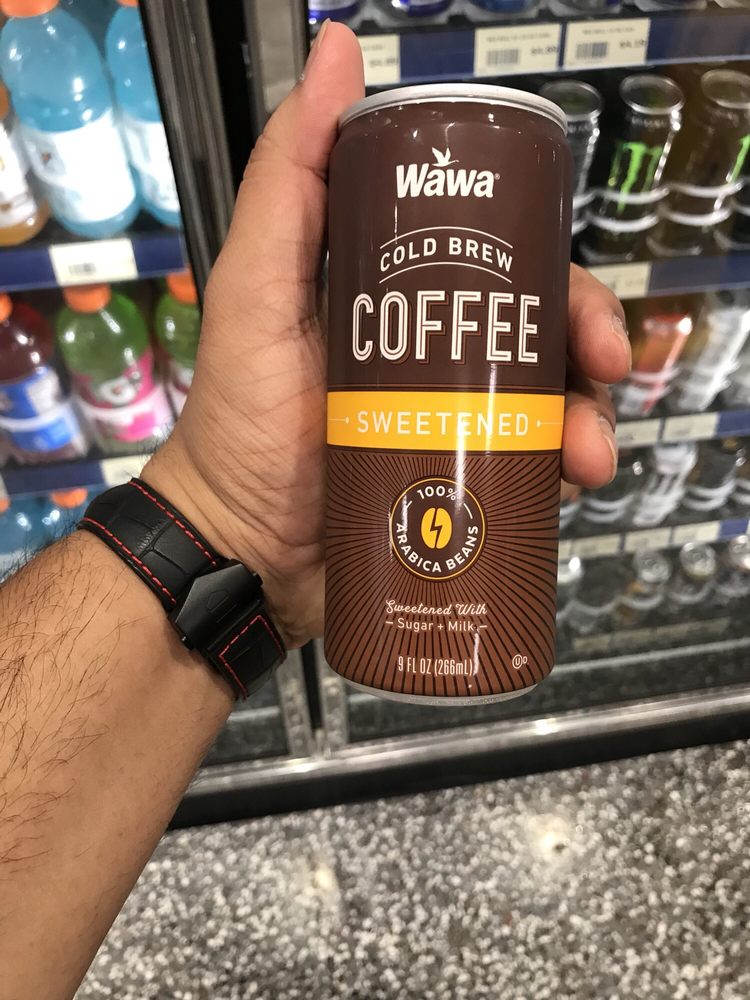 Wawa®
COLD BREW
COFFEE
SWEETENED
100%
ARABICA BEANS
Sweetened With
Sugar + Milk
9 FL OZ (266mL)
U D